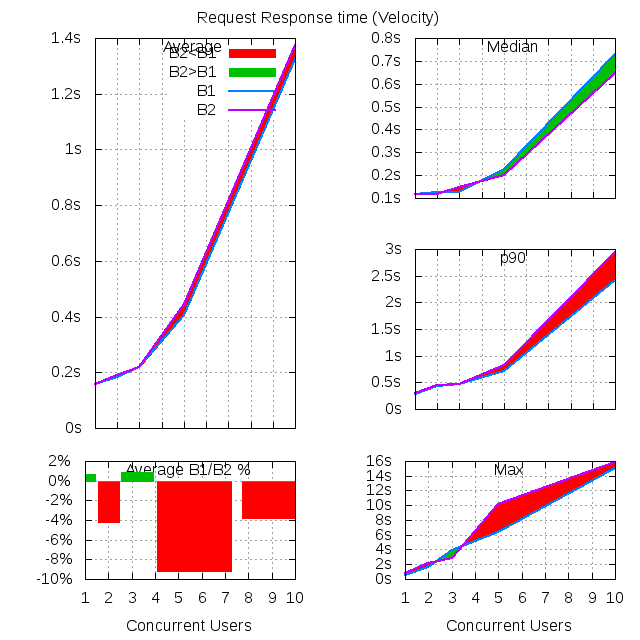 Request Response time (Velocity)
Average
B2<B1
B2>B1
B1
B2
1.4s
1.2s
1s
0.8s
0.6s
0.4s
0.2s
0s
Median
0.8s
0.7s
0.6s
0.5s
0.4s
0.3s
0.2s
0.1s
p90
3s
2.5s
2s
1.5s
1s
0.5s
0s
Average B1/B2 %
2%
0%
-2%
-4%
-6%
-8%
-10%
1 2 3 4 5 6 7 8 9 10
Concurrent Users
Max
16s
14s
12s
10s
8s
6s
4s
2s
0s
1 2 3 4 5 6 7 8 9 10
Concurrent Users